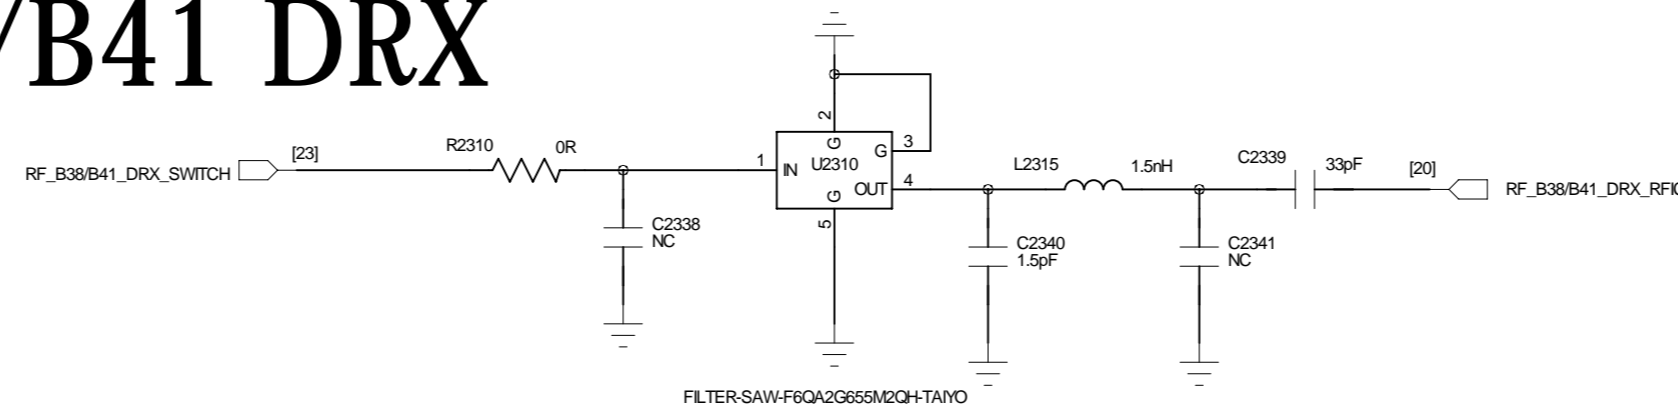 /B41 DRX
RF_B38/B41_DRX_SWITCH
[23]
R2310
0R
C2338
NC
1
IN
2
G
U2310
G
3
OUT
4
G
5
FILTER-SAW-F6QA2G655M2QH-TAIYO
L2315
1.5nH
C2340
1.5pF
C2341
NC
C2339
33pF
[20]
RF_B38/B41_DRX_RFI